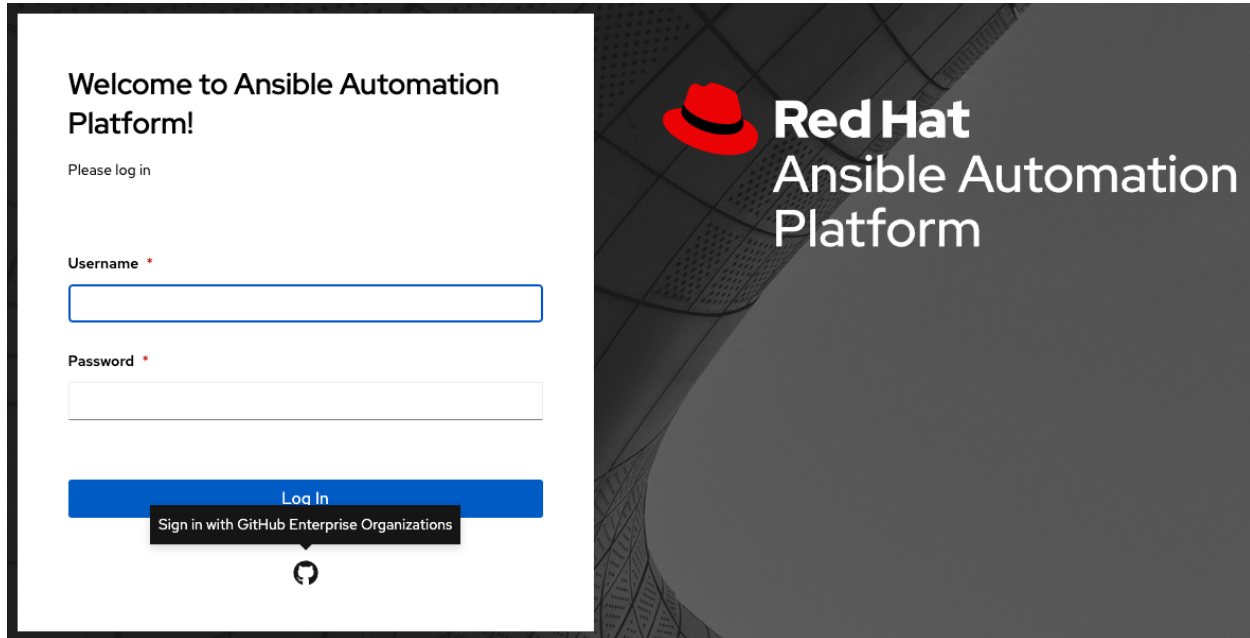 Welcome to Ansible Automation
Platform!
Please log in
Username *
Password *
Log In
Sign in with GitHub Enterprise Organizations
Red Hat
Ansible Automation
Platform